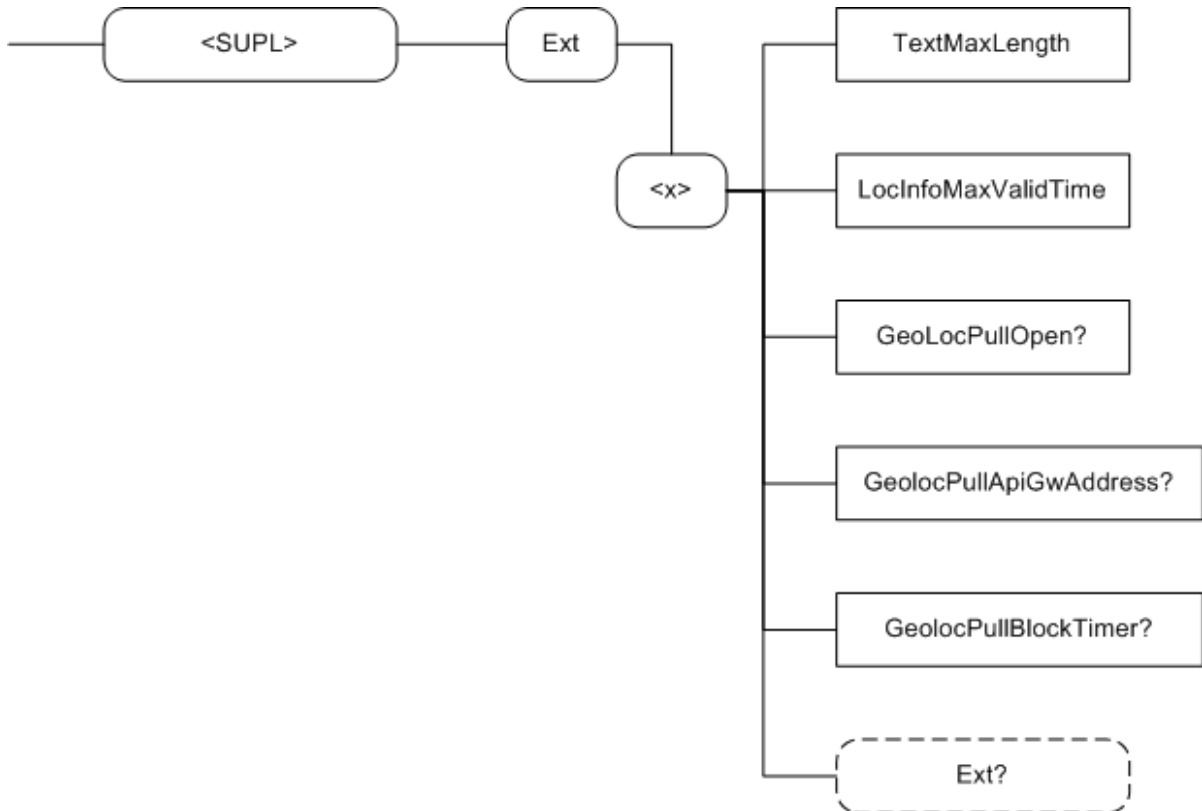 <SUPL>
Ext
TextMaxLength
<x>
LocInfoMaxValidTime
GeoLocPullOpen?
GeolocPullApiGwAddress?
GeolocPullBlockTimer?
Ext?